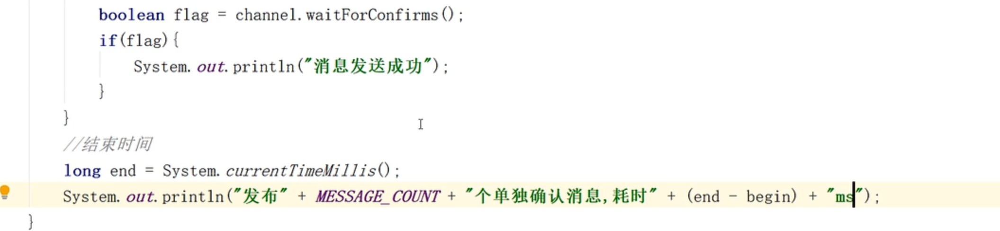 boolean flag = channel.waitForConfirms();
if(flag){
System.out.println("消息发送成功");
}
}
//结束时间
long end = System.currentTimeMillis();
System.out.println("发布" + MESSAGE_COUNT + "个单独确认消息,耗时" + (end - begin) + "ms");
}